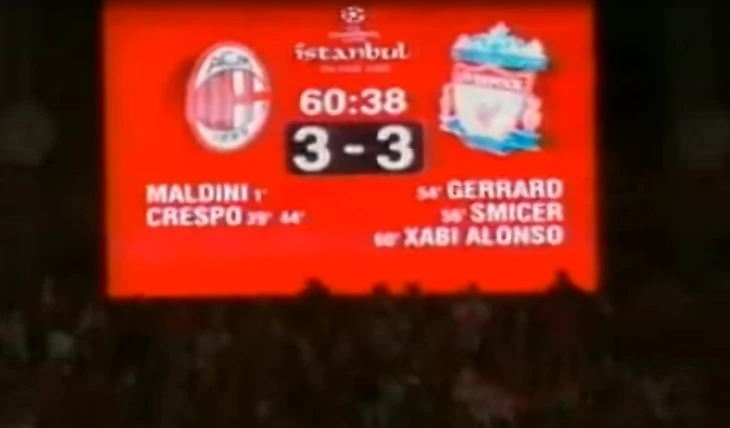 istanbul
60:38
3 - 3
MALDINI 1'
CRESPO 39' 44'
54' GERRARD
56' SMICER
60' XABI ALONSO